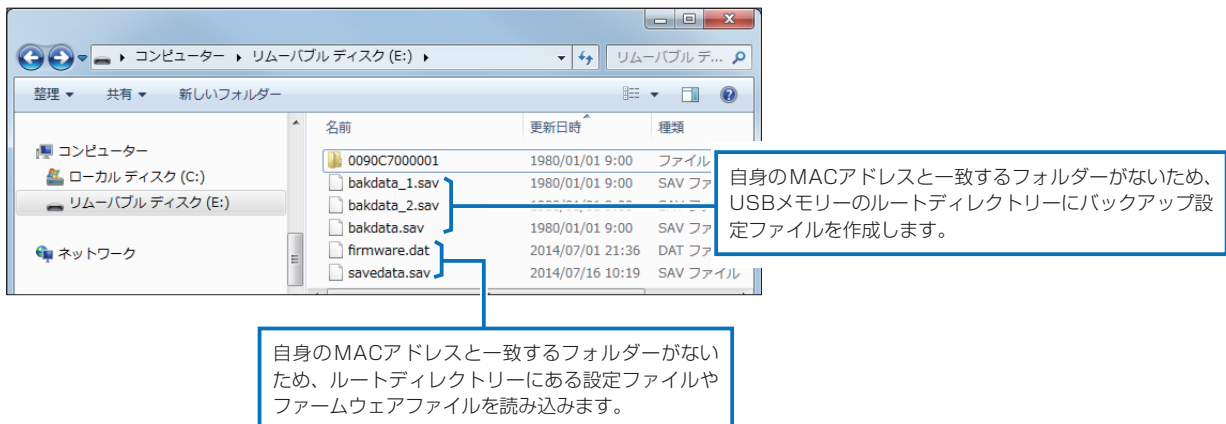 コンピューター ▸ リムーバブル ディスク (E:) ▸
リムーバブル デ...
整理 ▼ 共有 ▼ 新しいフォルダー
名前 更新日時 種類
コンピューター
ローカル ディスク (C:)
リムーバブル ディスク (E:)
ネットワーク
0090C7000001 1980/01/01 9:00 ファイル
bakdata_1.sav 1980/01/01 9:00 SAV ファ
bakdata_2.sav
bakdata.sav 1980/01/01 9:00 SAV ファ
firmware.dat 2014/07/01 21:36 DAT ファ
savedata.sav 2014/07/16 10:19 SAV ファイル
自身のMACアドレスと一致するフォルダーがないため、
USBメモリーのルートディレクトリーにバックアップ設
定ファイルを作成します。
自身のMACアドレスと一致するフォルダーがない
ため、ルートディレクトリーにある設定ファイルや
ファームウェアファイルを読み込みます。